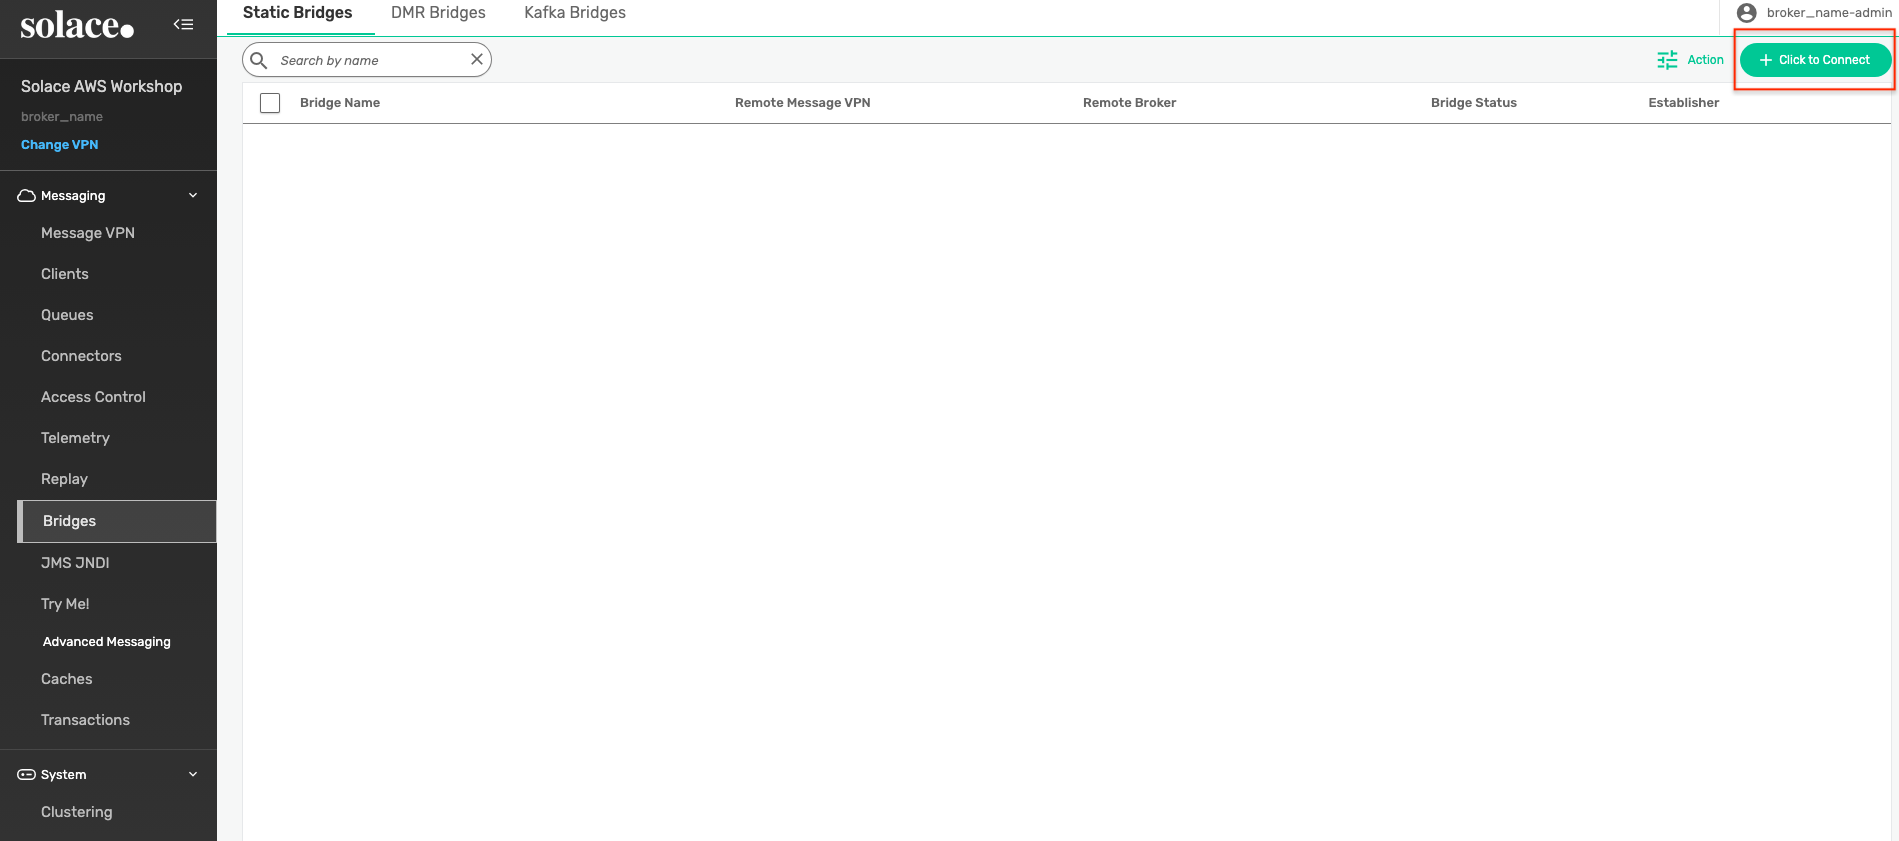 solace.
Solace AWS Workshop
broker_name
Change VPN
Messaging
Message VPN
Clients
Queues
Connectors
Access Control
Telemetry
Replay
Bridges
JMS JNDI
Try Me!
Advanced Messaging
Caches
Transactions
System
Clustering
Static Bridges DMR Bridges Kafka Bridges
broker_name-admin
Search by name
Action
Click to Connect
Bridge Name Remote Message VPN Remote Broker Bridge Status Establisher